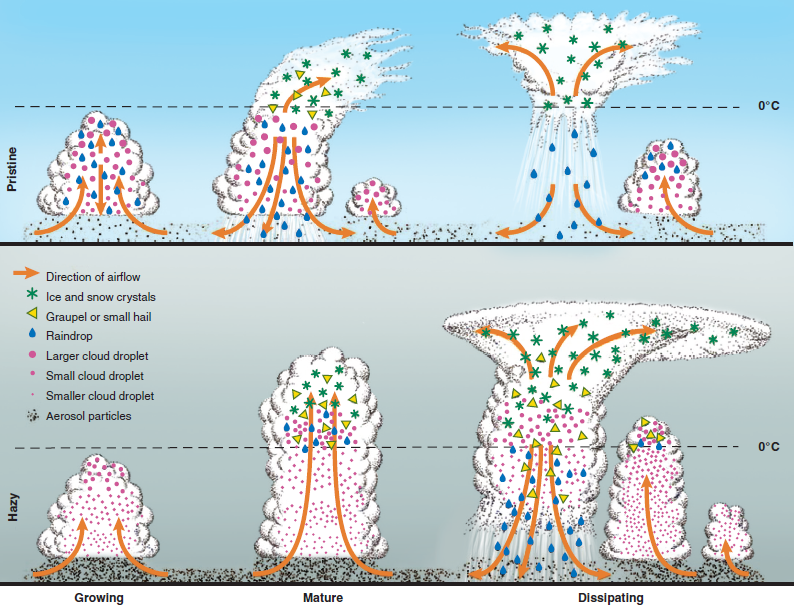 0°C
Pristine
Direction of airflow
Ice and snow crystals
Graupel or small hail
Raindrop
Larger cloud droplet
Small cloud droplet
Smaller cloud droplet
Aerosol particles
0°C
Hazy
Growing
Mature
Dissipating